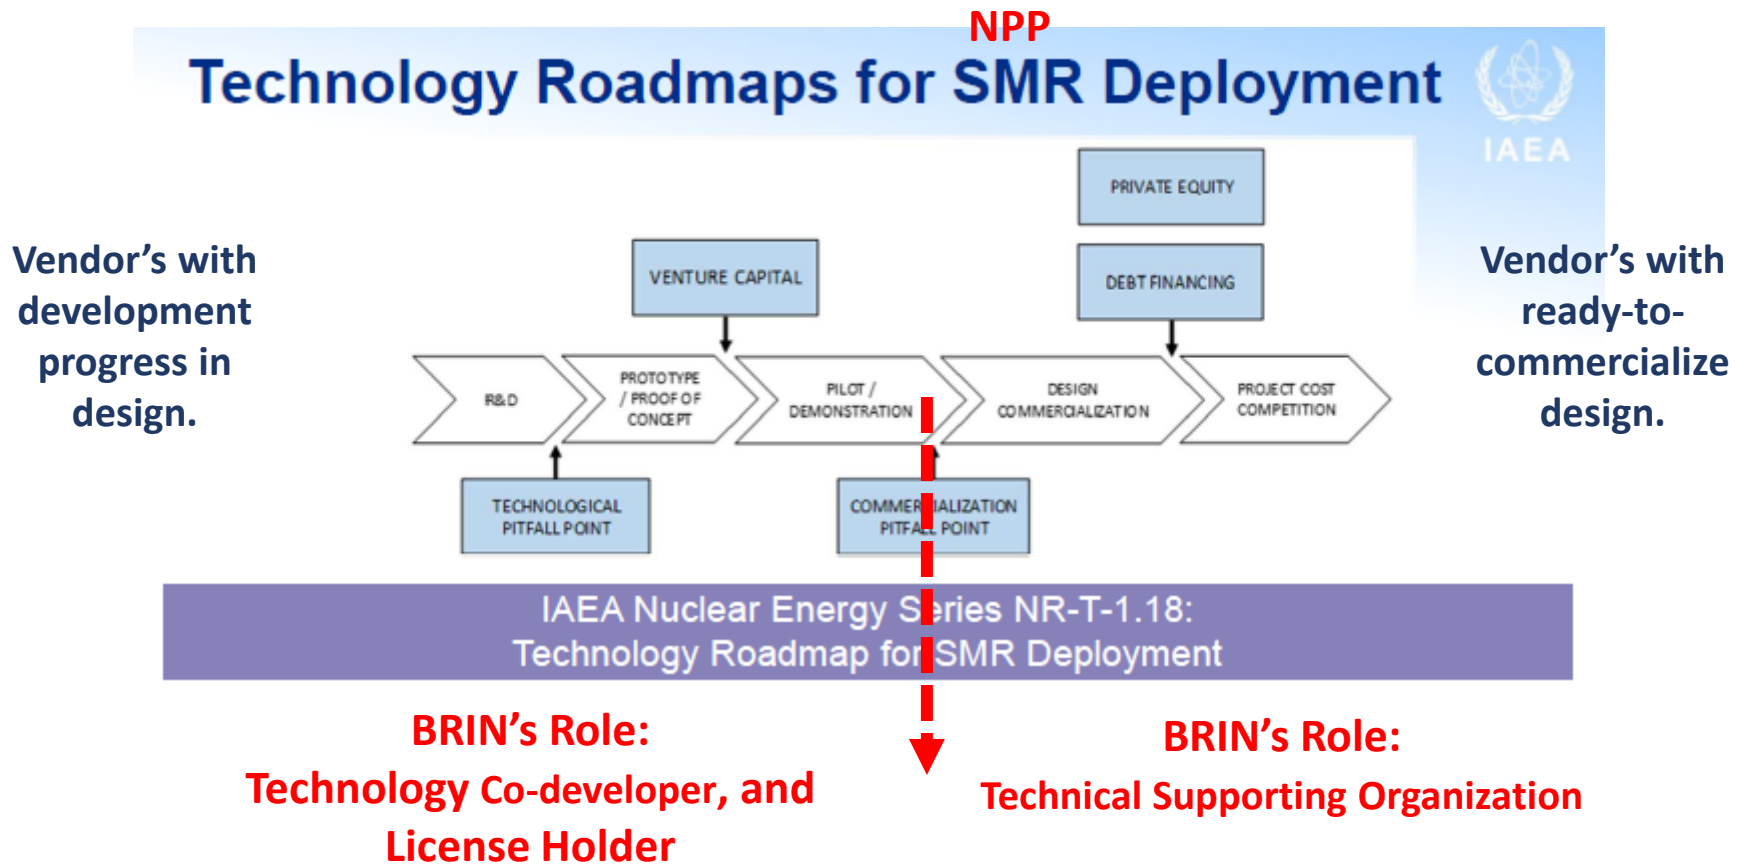 NPP
Technology Roadmaps for SMR Deployment
IAEA
PRIVATE EQUITY
VENTURE CAPITAL
DEBT FINANCING
Vendor’s with
development
progress in
design.
Vendor’s with
ready-to-
commercialize
design.
R&D
PROTOTYPE
/ PROOF OF
CONCEPT
PILOT /
DEMONSTRATION
DESIGN
COMMERCIALIZATION
PROJECT COST
COMPETITION
TECHNOLOGICAL
PITFALL POINT
COMMERCIALIZATION
PITFALL POINT
IAEA Nuclear Energy Series NR-T-1.18:
Technology Roadmap for SMR Deployment
BRIN’s Role:
Technology Co-developer, and
License Holder
BRIN’s Role:
Technical Supporting Organization